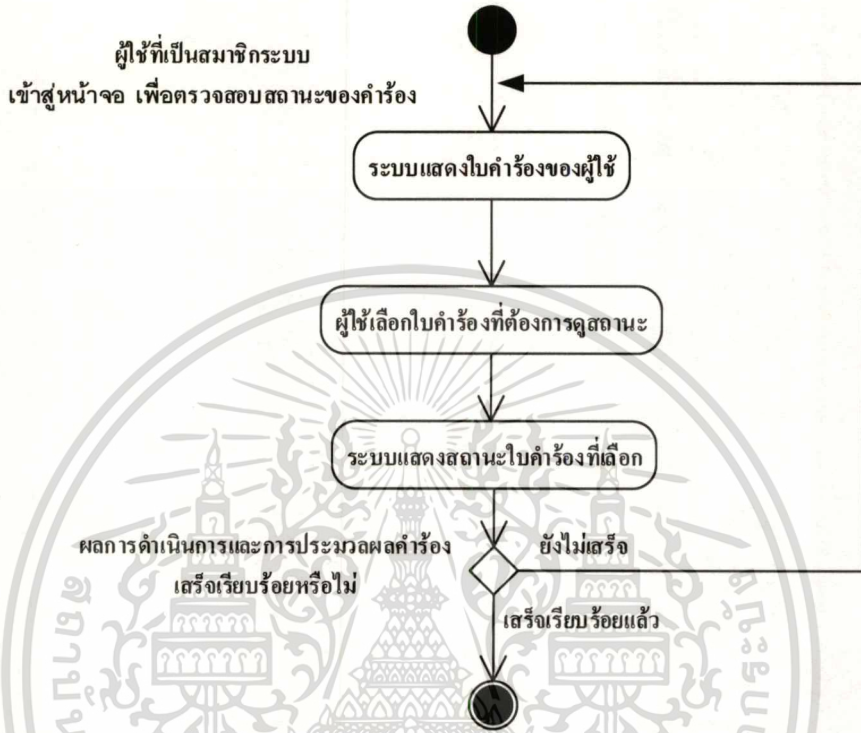 ผู้ใช้ที่เป็นสมาชิกระบบ
เข้าสู่หน้าจอ เพื่อตรวจสอบสถานะของคำร้อง
ระบบแสดงใบคำร้องของผู้ใช้
ผู้ใช้เลือกใบคำร้องที่ต้องการดูสถานะ
ระบบแสดงสถานะใบคำร้องที่เลือก
ผลการดำเนินการและการประมวลผลคำร้อง
เสร็จเรียบร้อยหรือไม่
ยังไม่เสร็จ
เสร็จเรียบร้อยแล้ว